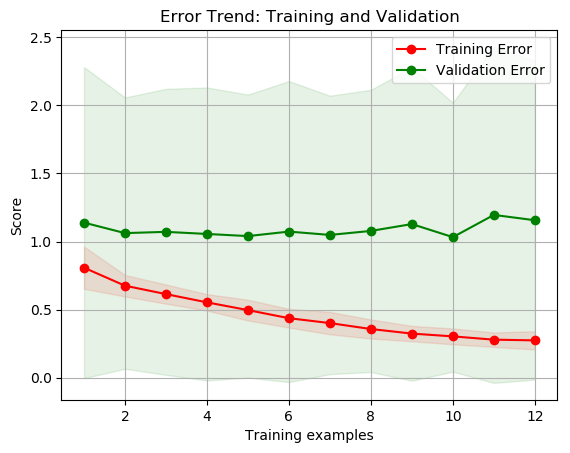 Error Trend: Training and Validation
2.5
2.0
1.5
1.0
0.5
0.0
Score
Training Error
Validation Error
2
4
6
8
10
12
Training examples